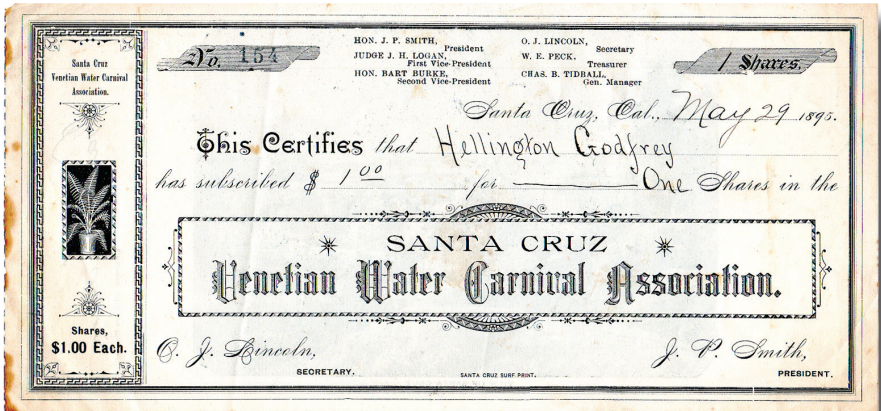 Santa Cruz
Venetian Water Carnival
Association.
Shares,
$1.00 Each.
No. 154
HON. J. P. SMITH,
President
JUDGE J. H. LOGAN,
First Vice-President
HON. BART BURKE,
Second Vice-President
O. J. LINCOLN,
Secretary
W. E. PECK,
Treasurer
CHAS. B. TIDBALL,
Gen. Manager
1 Shares.
Santa Cruz, Cal., May 29 1895.
This Certifies that Hellington Godfrey
has subscribed $ 1 00 for One Shares in the
SANTA CRUZ
Venetian Water Carnival Association.
O. J. Lincoln,
SECRETARY.
SANTA CRUZ SURF PRINT.
J. P. Smith,
PRESIDENT.